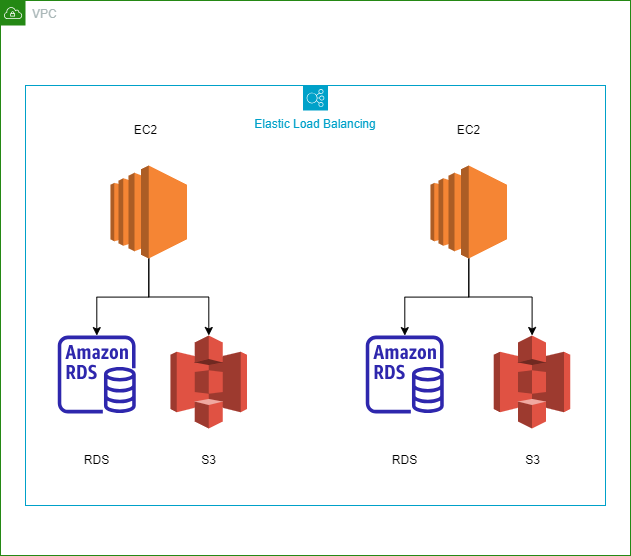 VPC
Elastic Load Balancing
EC2
EC2
Amazon
RDS
Amazon
RDS
RDS
S3
RDS
S3